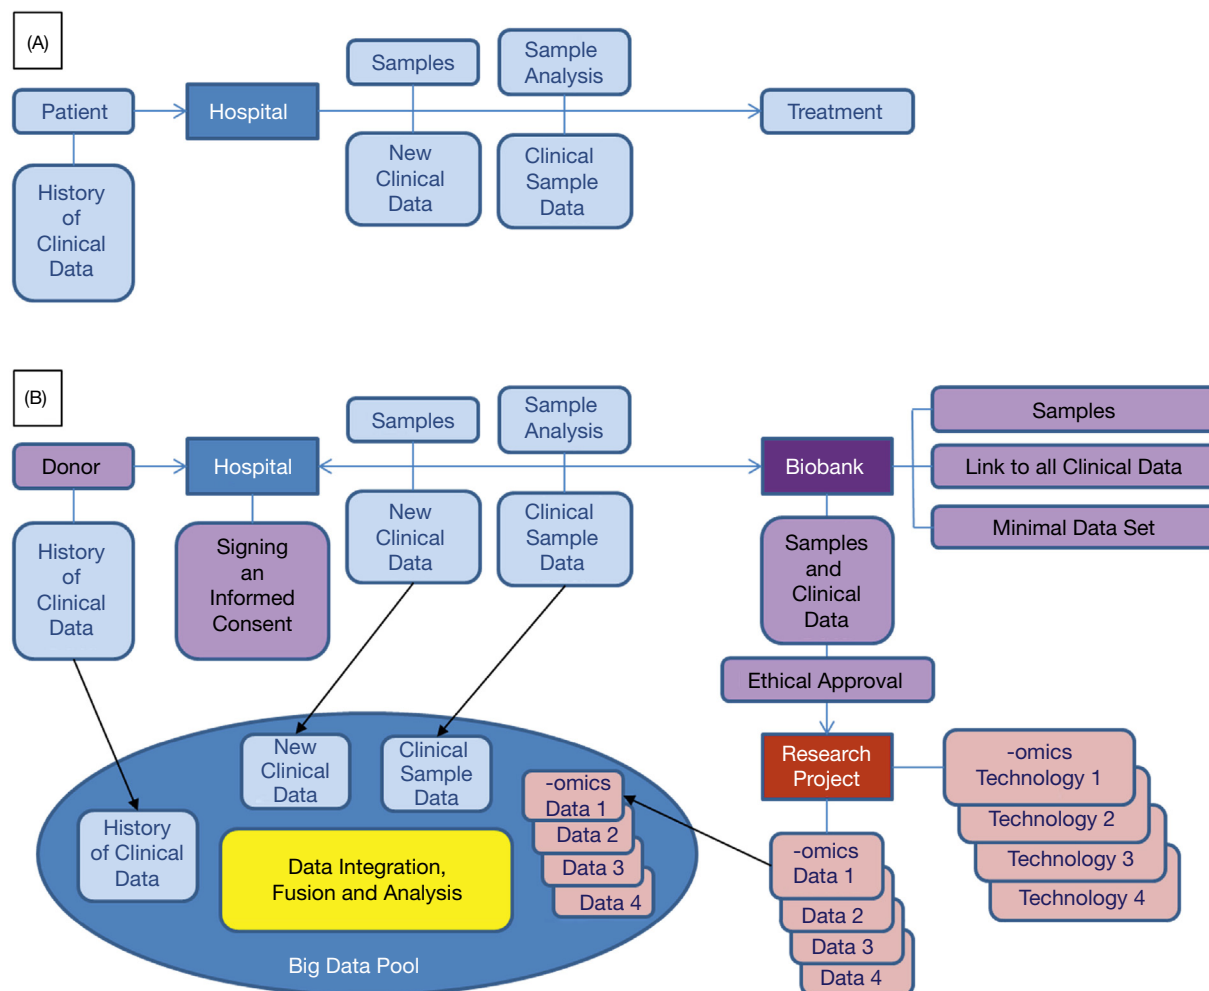 (A)
Patient
Hospital
Samples
Sample
Analysis
Treatment
History
of
Clinical
Data
New
Clinical
Data
Clinical
Sample
Data
(B)
Donor
Hospital
Samples
Sample
Analysis
Biobank
Samples
Link to all Clinical Data
Minimal Data Set
History
of
Clinical
Data
Signing
an
Informed
Consent
New
Clinical
Data
Clinical
Sample
Data
Samples
and
Clinical
Data
Ethical Approval
Research
Project
-omics
Technology 1
Technology 2
Technology 3
Technology 4
-omics
Data 1
Data 2
Data 3
Data 4
New
Clinical
Data
Clinical
Sample
Data
-omics
Data 1
Data 2
Data 3
Data 4
History
of Clinical
Data
Data Integration,
Fusion and Analysis
Big Data Pool